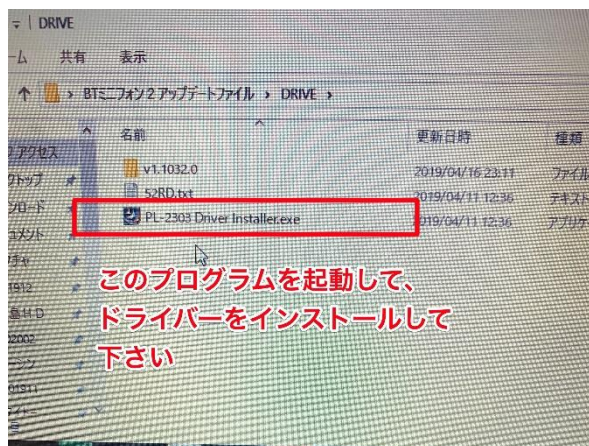 DRIVE
共有 表示
BTミニフォン2アップデートファイル › DRIVE ›
名前 更新日時 種類
v1.1032.0 2019/04/16 23:11
52RD.txt 2019/04/11 12:36
PL-2303 Driver Installer.exe 2019/04/11 12:36
このプログラムを起動して、
ドライバーをインストールして
下さい